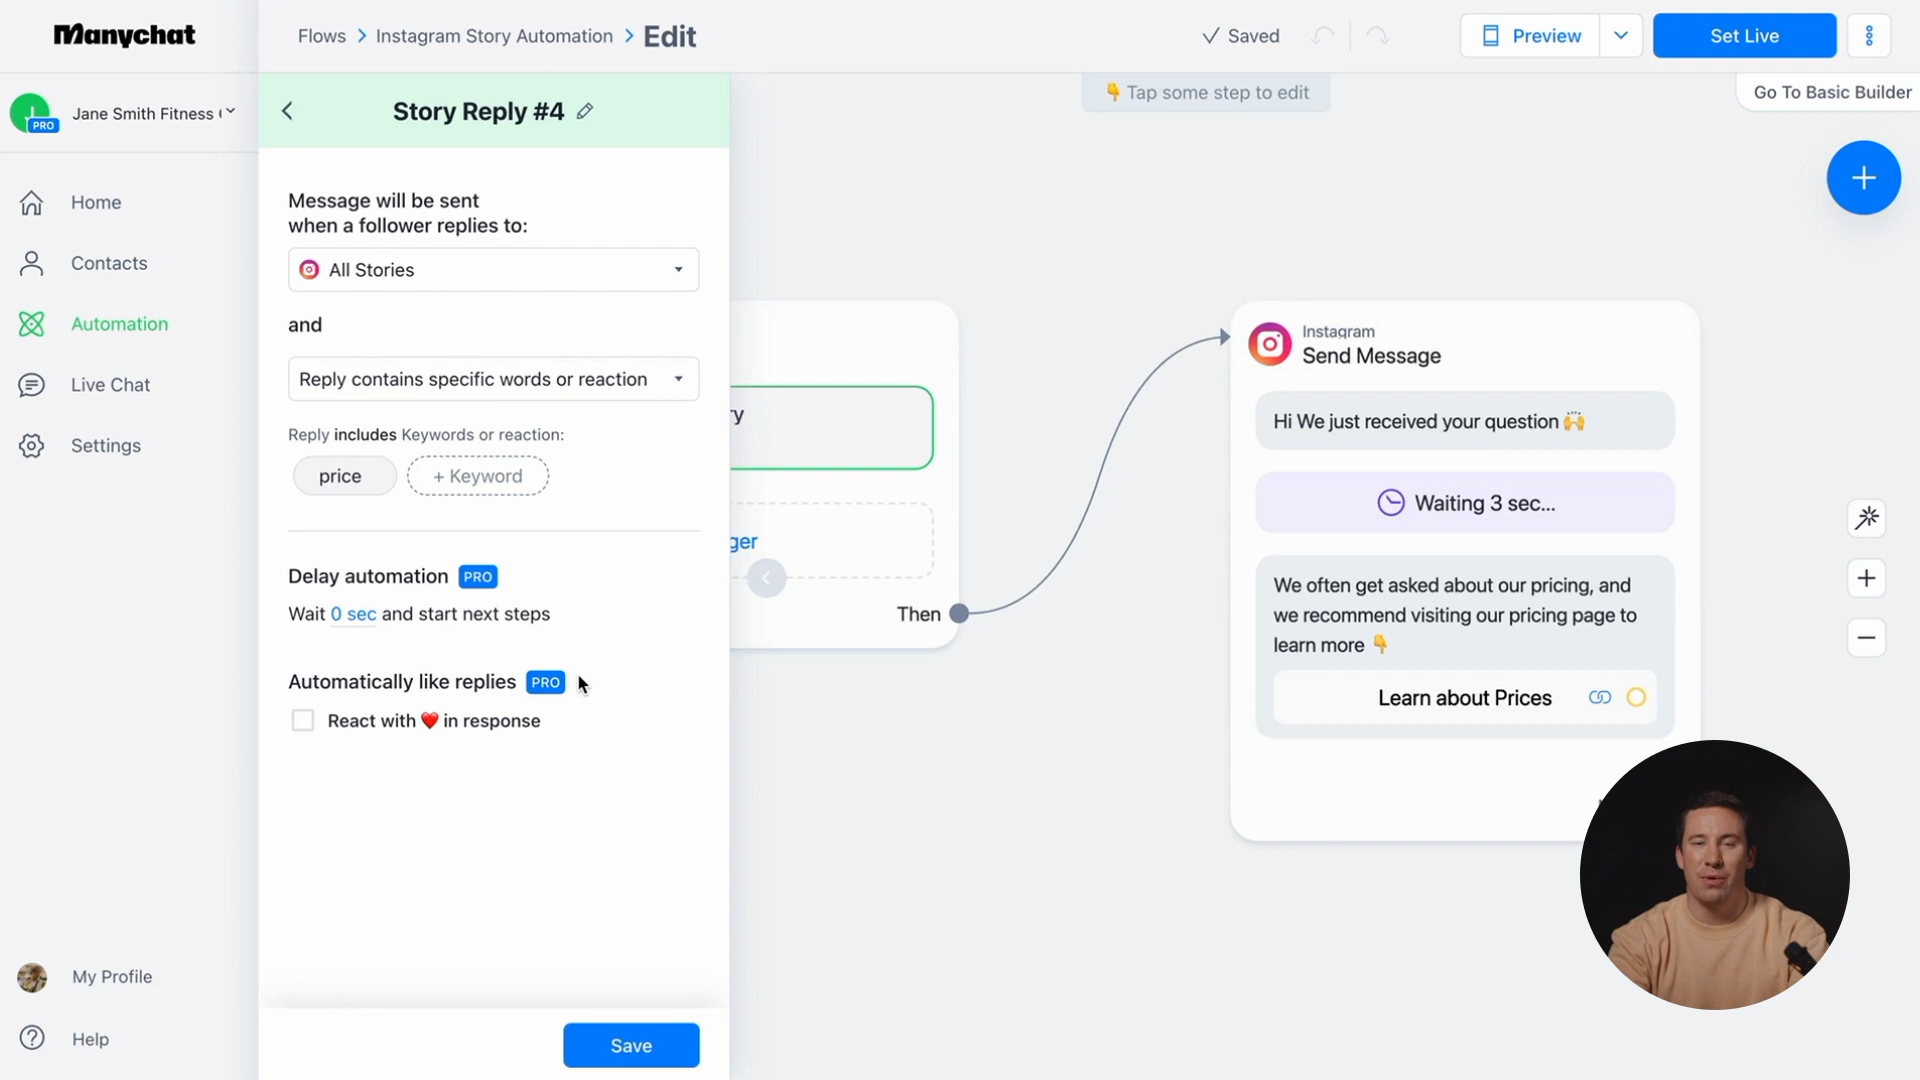 Manychat
Flows > Instagram Story Automation > Edit
Saved
Preview
Set Live
Jane Smith Fitness (
PRO
Home
Contacts
Automation
Live Chat
Settings
My Profile
Help
Story Reply #4
Message will be sent
when a follower replies to:
All Stories
and
Reply contains specific words or reaction
Reply includes Keywords or reaction:
price
+ Keyword
Delay automation PRO
Wait 0 sec and start next steps
Automatically like replies PRO
React with ❤️ in response
Save
👇 Tap some step to edit
Go To Basic Builder
ry
ger
Then
Instagram
Send Message
Hi We just received your question 🙌
Waiting 3 sec...
We often get asked about our pricing, and
we recommend visiting our pricing page to
learn more 👇
Learn about Prices